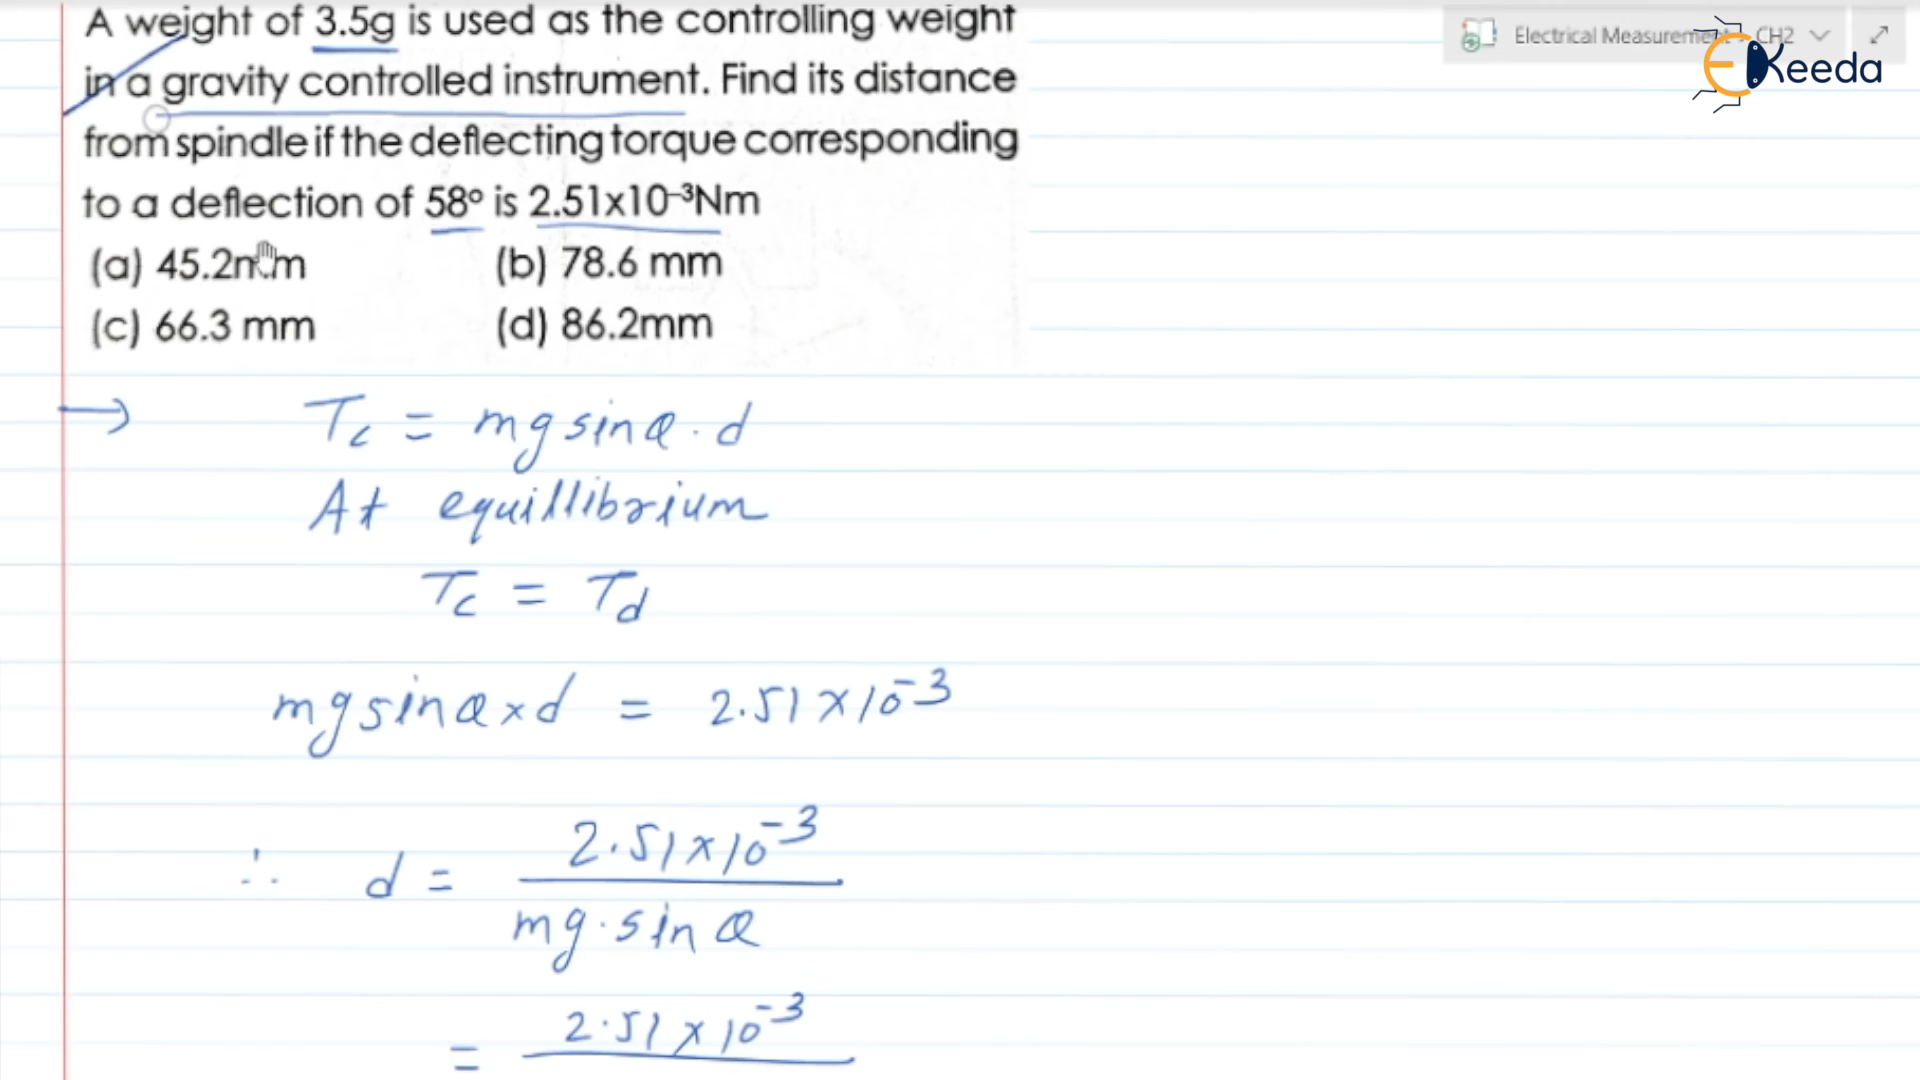 A weight of 3.5g is used as the controlling weight
in a gravity controlled instrument. Find its distance
from spindle if the deflecting torque corresponding
to a deflection of 58° is 2.51x10⁻³Nm
(a) 45.2mm (b) 78.6 mm
(c) 66.3 mm (d) 86.2mm
Electrical Measurement CH2
EKeeda
→ Tc = mg sinθ . d
At equillibrium
Tc = Td
mg sinθ x d = 2.51 x 10⁻³
∴ d = 2.51 x 10⁻³
mg . sin θ
= 2.51 x 10⁻³